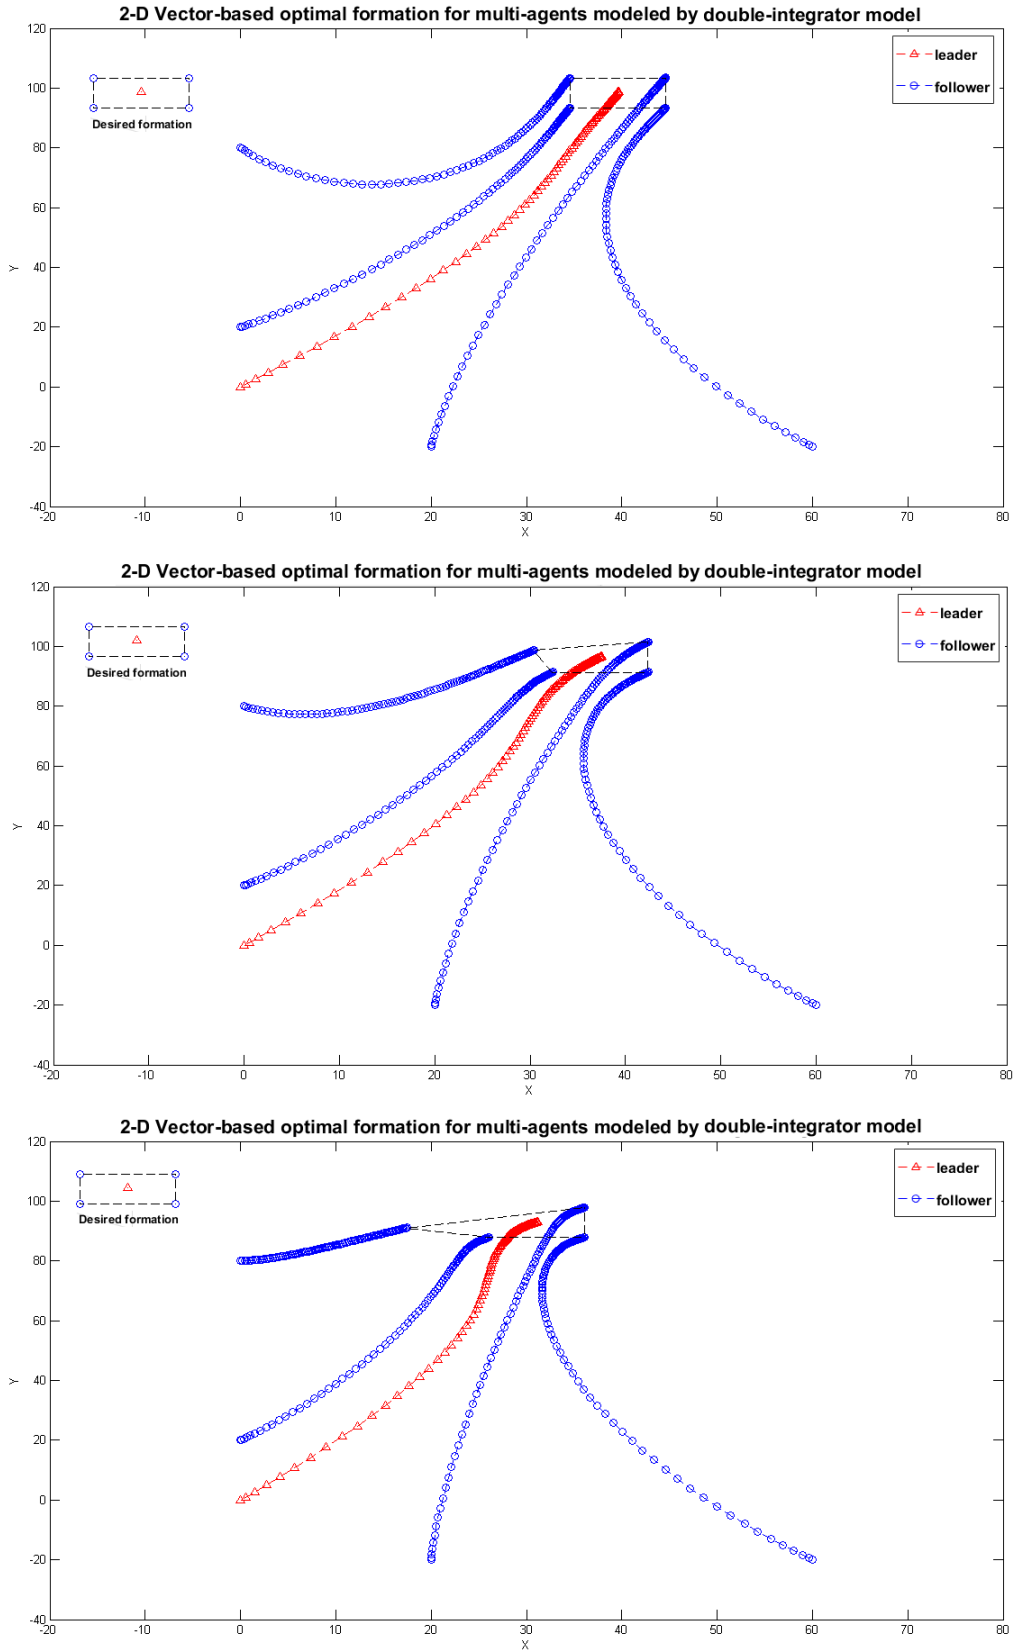 2-D Vector-based optimal formation for multi-agents modeled by double-integrator model
120
leader
100
follower
Desired formation
80
60
Y
40
20
0
-20
-40
-20 -10 0 10 20 30 40 50 60 70 80
X
2-D Vector-based optimal formation for multi-agents modeled by double-integrator model
120
leader
100
follower
Desired formation
80
60
Y
40
20
0
-20
-40
-20 -10 0 10 20 30 40 50 60 70 80
X
2-D Vector-based optimal formation for multi-agents modeled by double-integrator model
120
leader
100
follower
Desired formation
80
60
Y
40
20
0
-20
-40
-20 -10 0 10 20 30 40 50 60 70 80
X